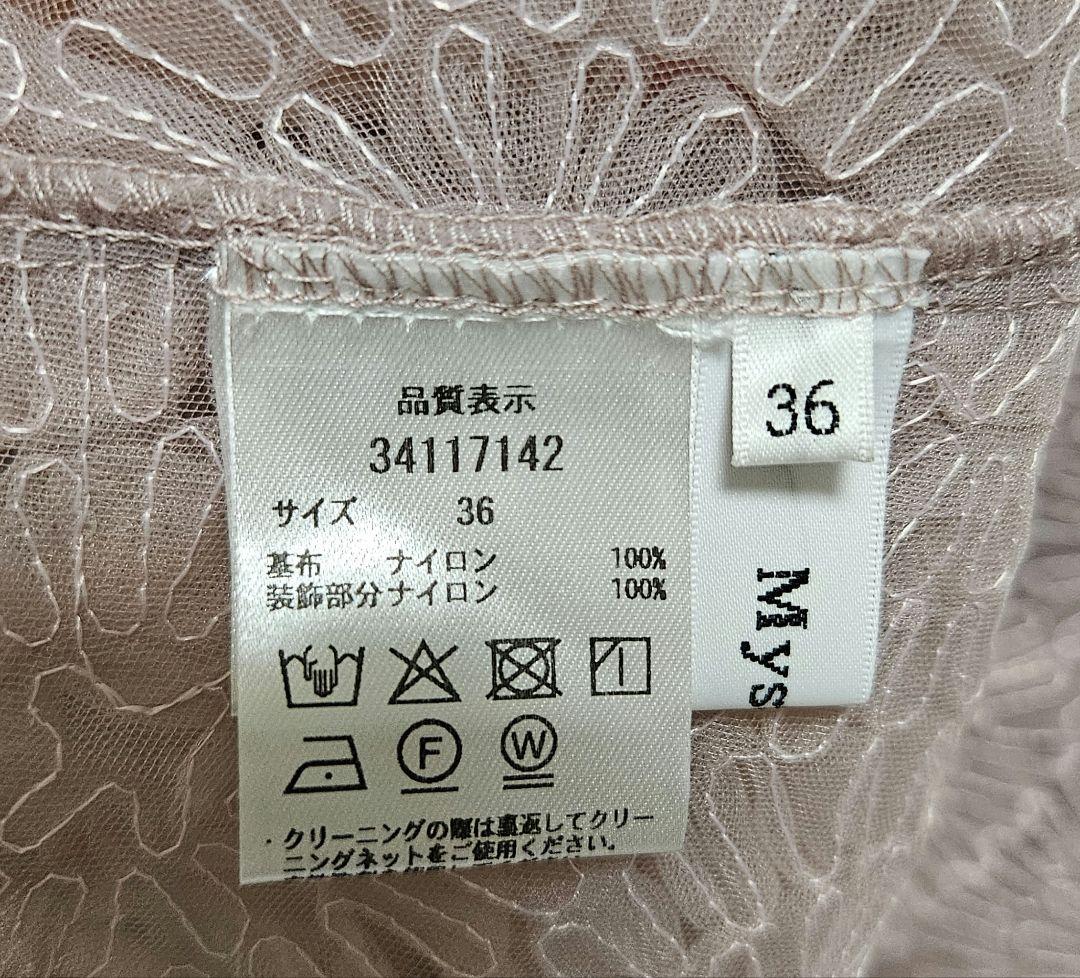 品質表示
34117142
サイズ 36
基布 ナイロン 100%
装飾部分 ナイロン 100%
F
W
・クリーニングの際は裏返してクリー
ニングネットをご使用ください。
36
Mys